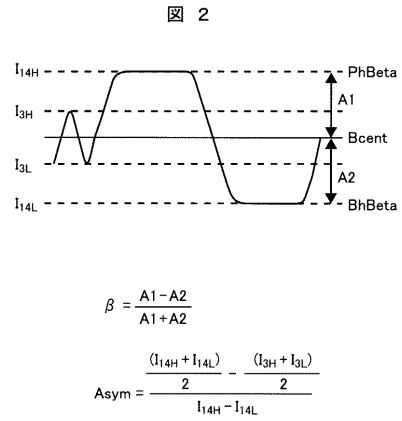 図 2
I14H PhBeta
A1
I3H
Bcent
I3L
A2
I14L BhBeta
β = A1-A2 / A1+A2
Asym = (I14H + I14L) / 2 - (I3H + I3L) / 2 / I14H - I14L